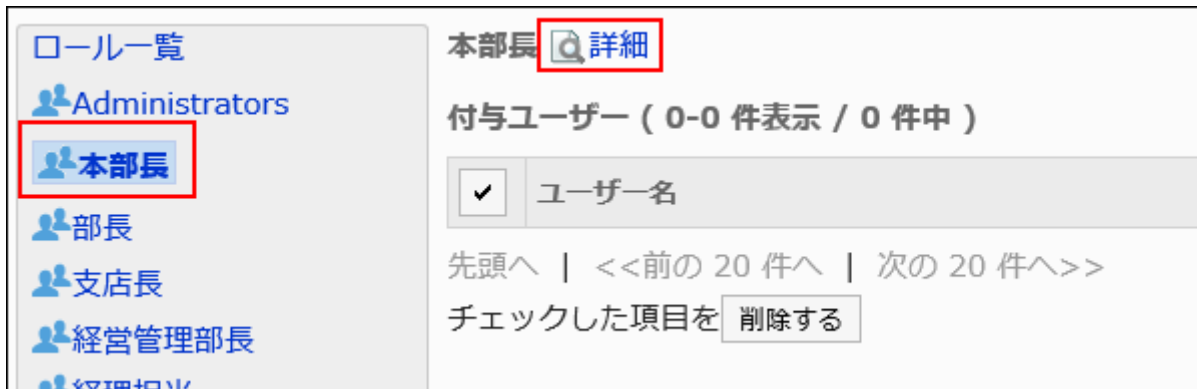 ロール一覧
Administrators
本部長
部長
支店長
経営管理部長
本部長 詳細
付与ユーザー ( 0-0 件表示 / 0 件中 )
ユーザー名
先頭へ | <<前の 20 件へ | 次の 20 件へ>>
チェックした項目を 削除する